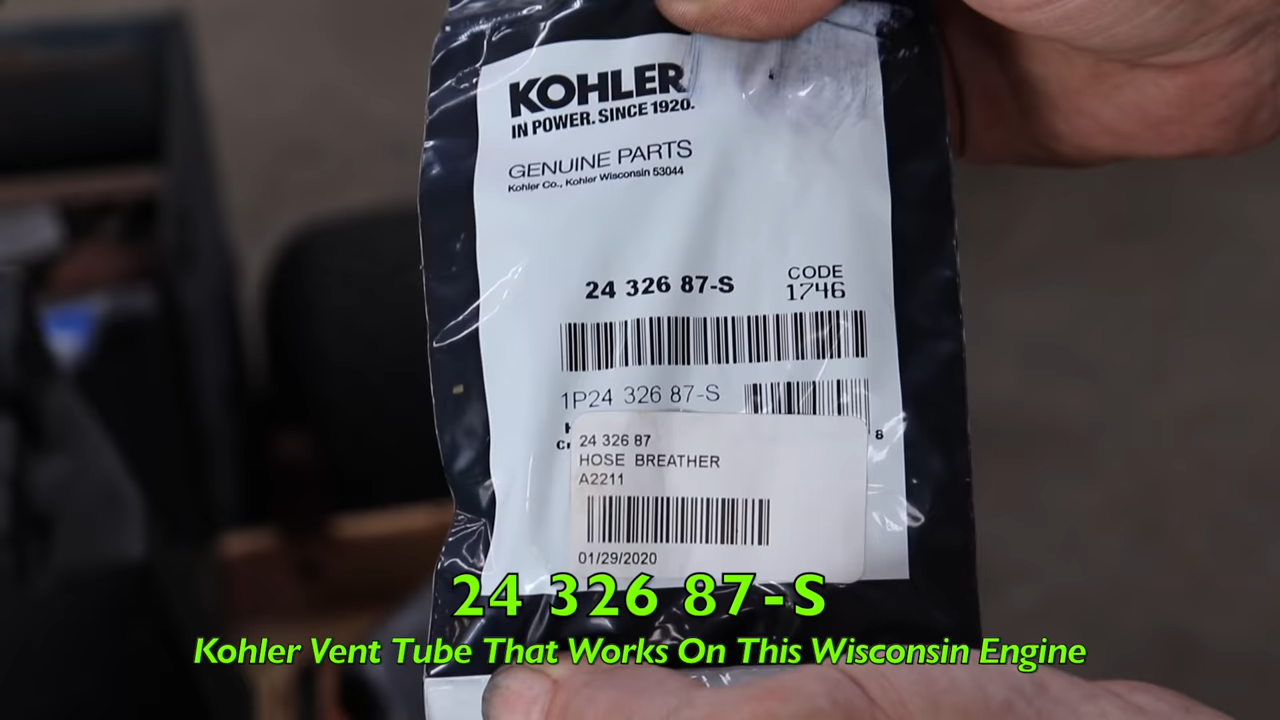 KOHLER
IN POWER. SINCE 1920.
GENUINE PARTS
Kohler Co., Kohler Wisconsin 53044
24 326 87-S
CODE
1746
1P24 326 87-S
8
24 326 87
HOSE BREATHER
A2211
01/29/2020
24 326 87-S
Kohler Vent Tube That Works On This Wisconsin Engine